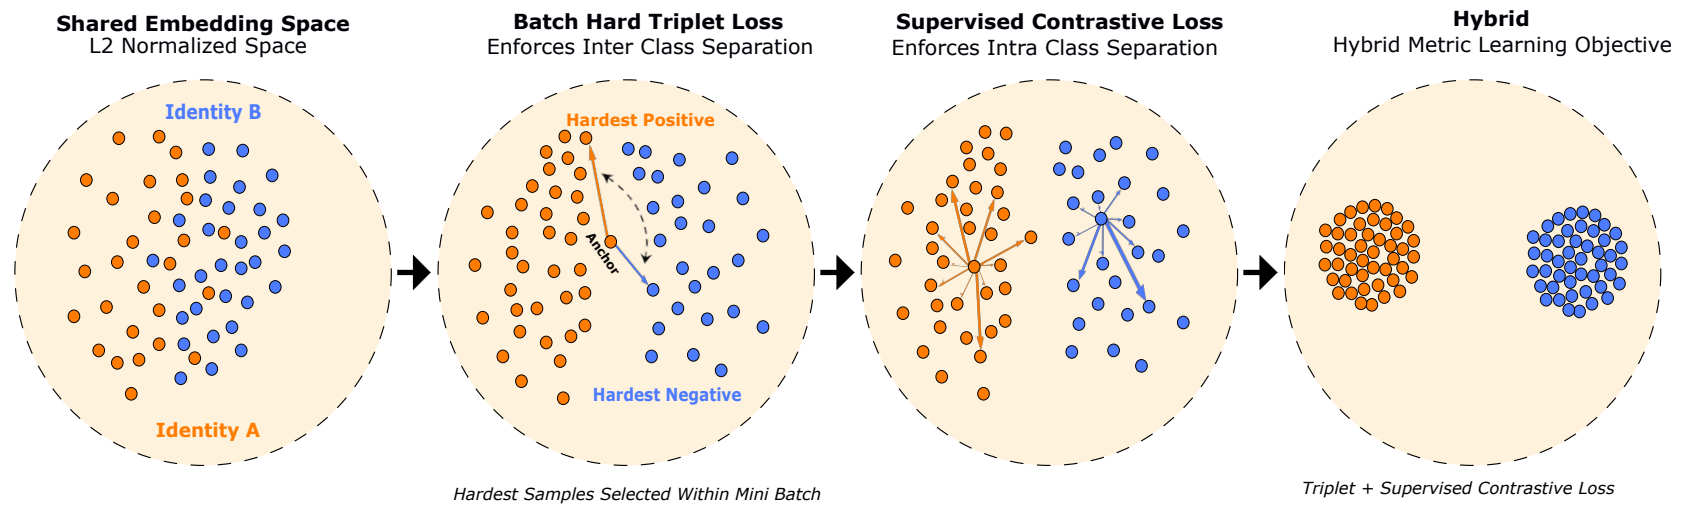 Shared Embedding Space
L2 Normalized Space
Identity B
Identity A
Batch Hard Triplet Loss
Enforces Inter Class Separation
Hardest Positive
Anchor
Hardest Negative
Hardest Samples Selected Within Mini Batch
Supervised Contrastive Loss
Enforces Intra Class Separation
Hybrid
Hybrid Metric Learning Objective
Triplet + Supervised Contrastive Loss